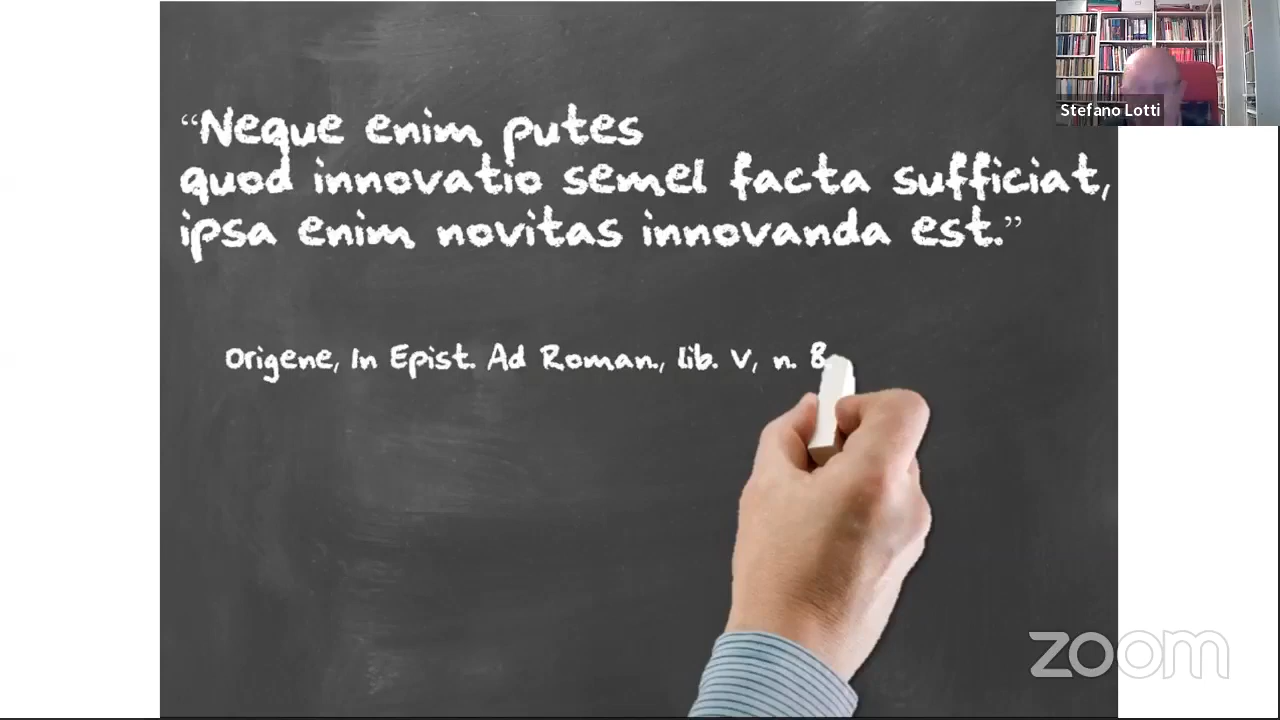 “Neque enim putes
quod innovatio semel facta sufficiat,
ipsa enim novitas innovanda est.”
Origene, In Epist. Ad Roman., lib. V, n. 8
Stefano Lotti
zoom